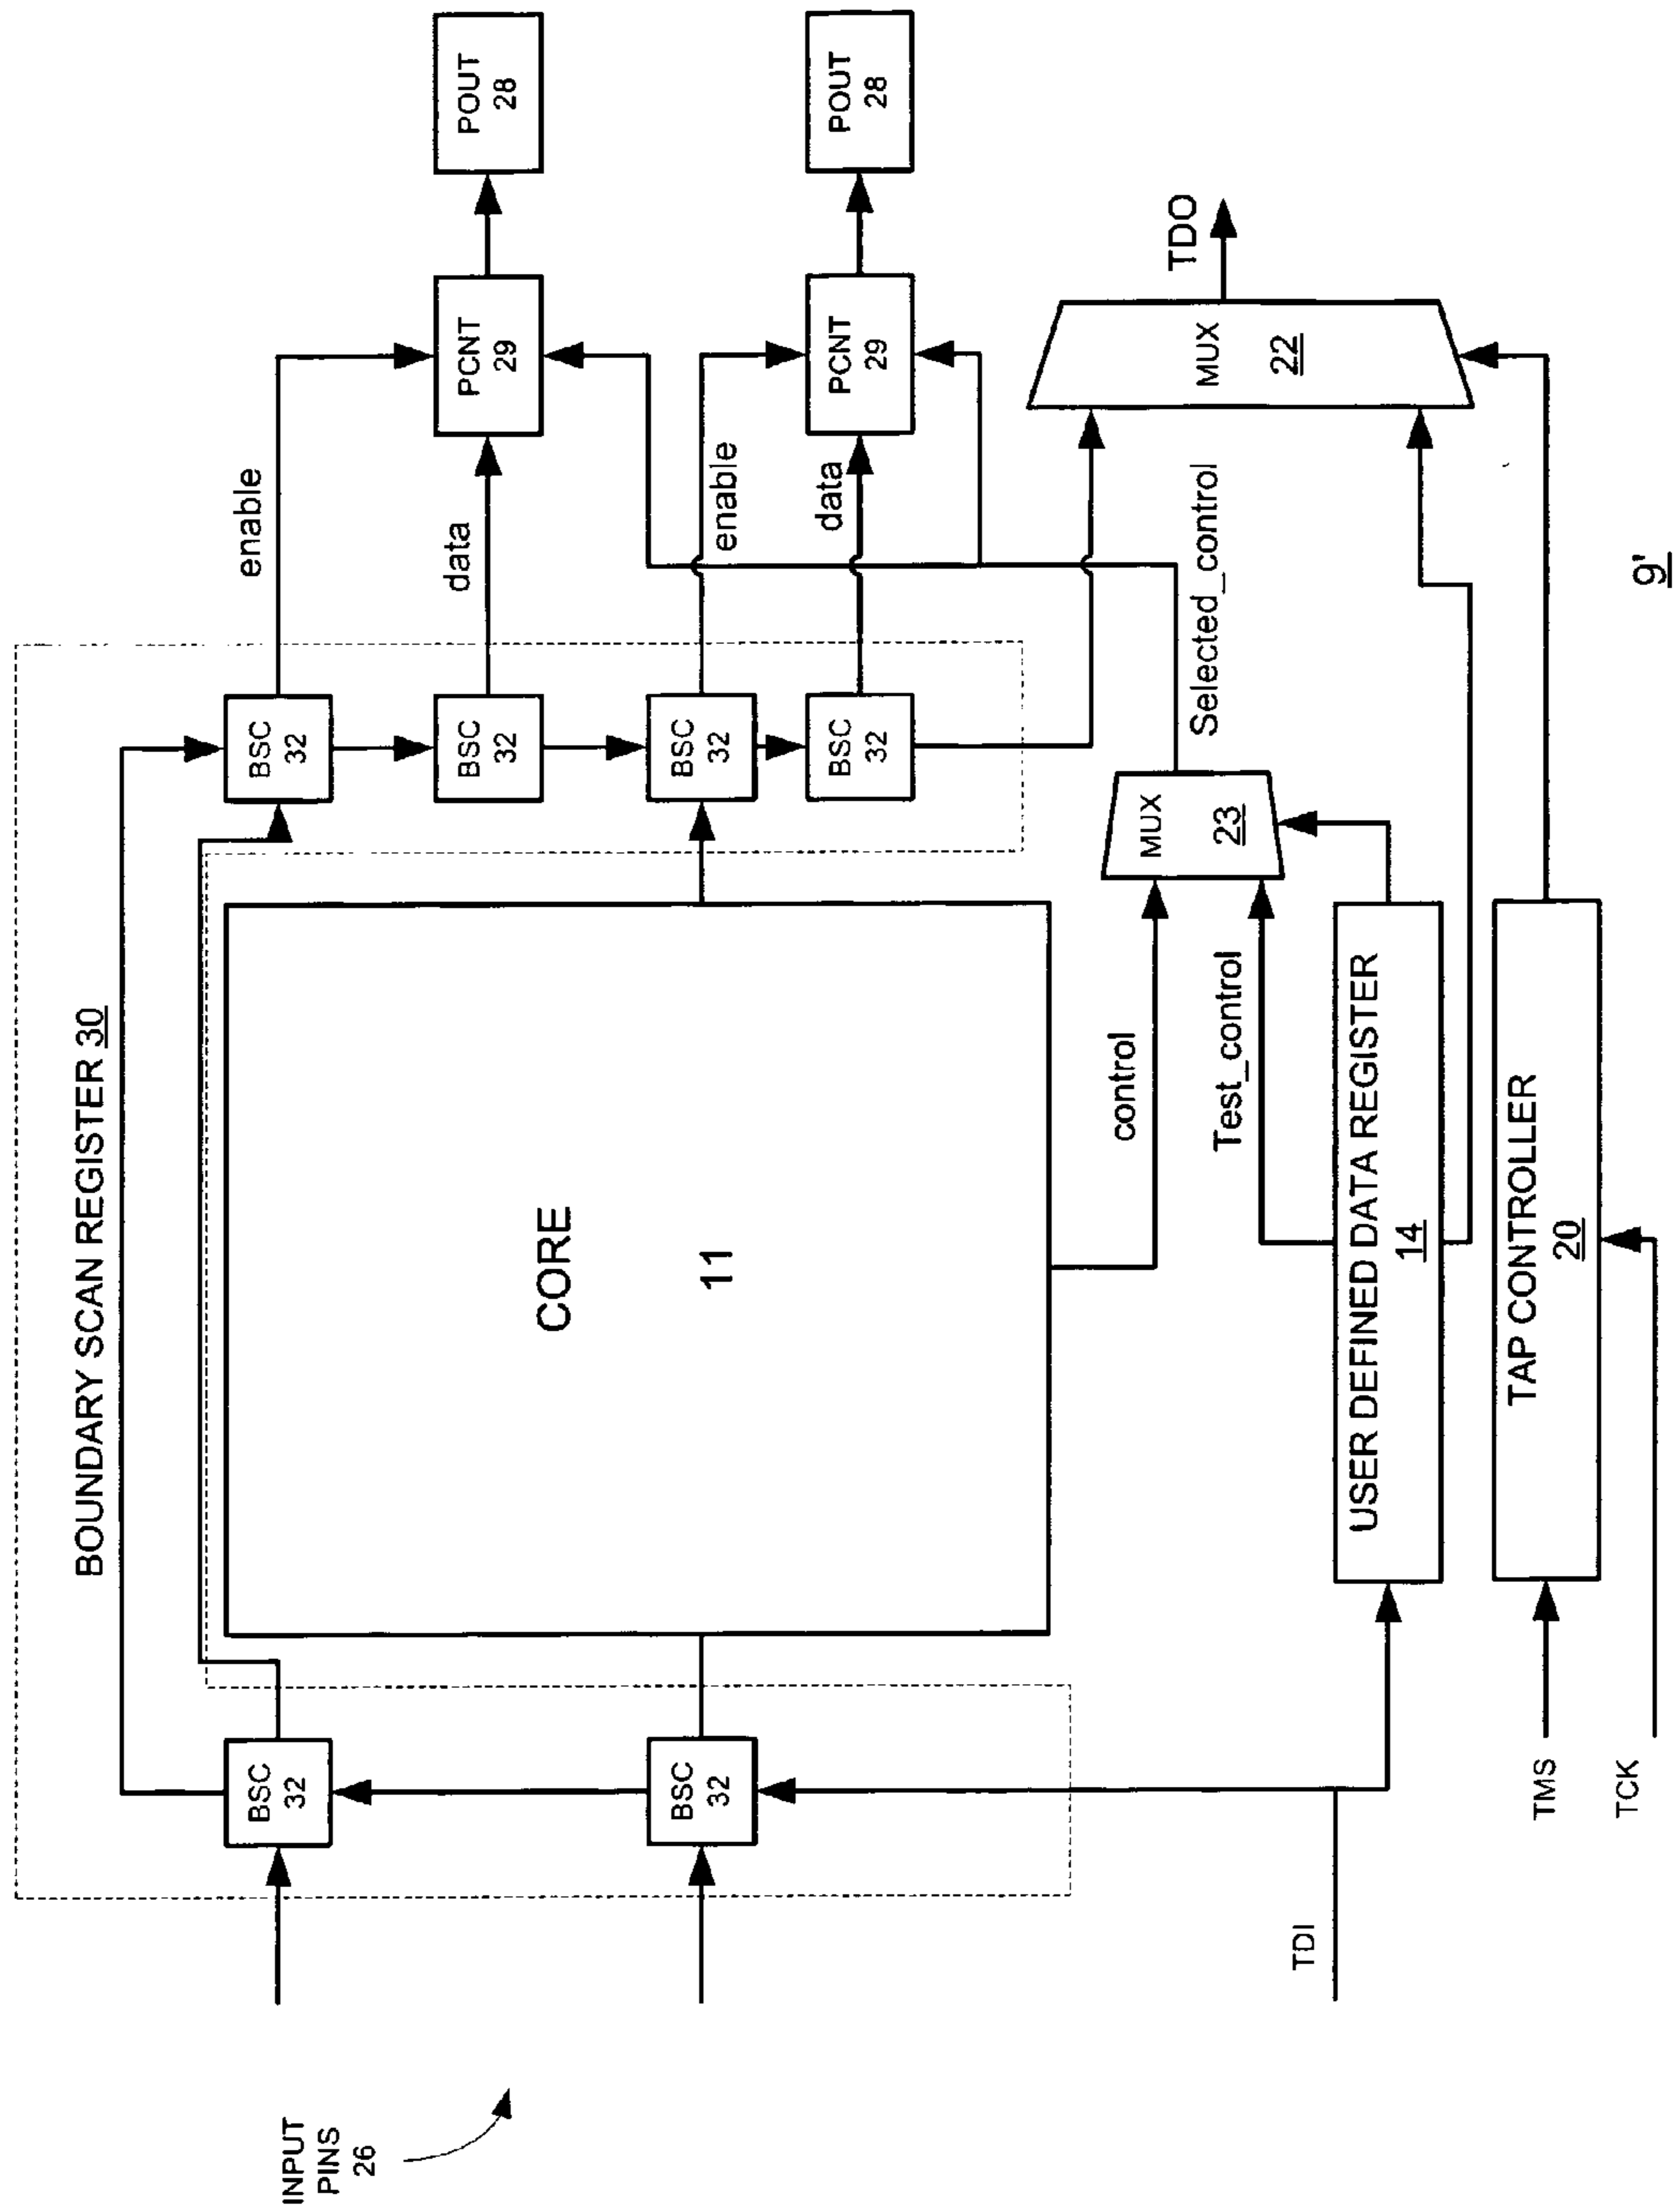 BOUNDARY SCAN REGISTER 30
INPUT
PINS
26
BSC
32
BSC
32
CORE
11
BSC
32
BSC
32
BSC
32
BSC
32
enable
data
enable
data
PCNT
29
PCNT
29
POUT
28
POUT
28
control
Test_control
MUX
23
Selected_control
MUX
22
TDO
TDI
USER DEFINED DATA REGISTER
14
TMS
TAP CONTROLLER
20
TCK
9'